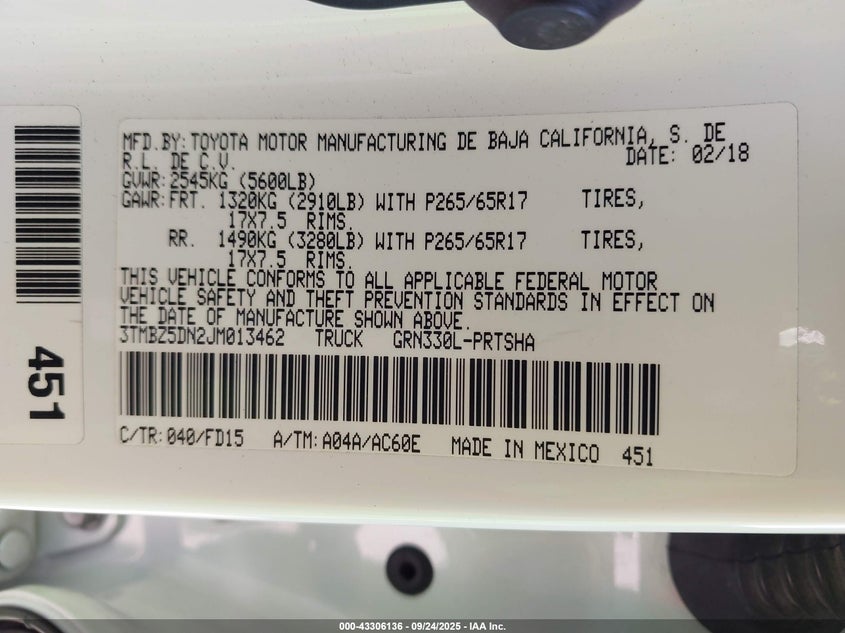 MFD.BY:TOYOTA MOTOR MANUFACTURING DE BAJA CALIFORNIA, S. DE
R.L. DE C.V. DATE: 02/18
GVWR:2545KG (5600LB)
GAWR:FRT. 1320KG (2910LB) WITH P265/65R17 TIRES,
17X7.5 RIMS.
RR. 1490KG (3280LB) WITH P265/65R17 TIRES,
17X7.5 RIMS.
THIS VEHICLE CONFORMS TO ALL APPLICABLE FEDERAL MOTOR
VEHICLE SAFETY AND THEFT PREVENTION STANDARDS IN EFFECT ON
THE DATE OF MANUFACTURE SHOWN ABOVE.
3TMBZ5DN2JM013462 TRUCK GRN330L-PRTSHA
C/TR:040/FD15 A/TM:A04A/AC60E MADE IN MEXICO 451
451
000-43306136 - 09/24/2025 - IAA Inc.